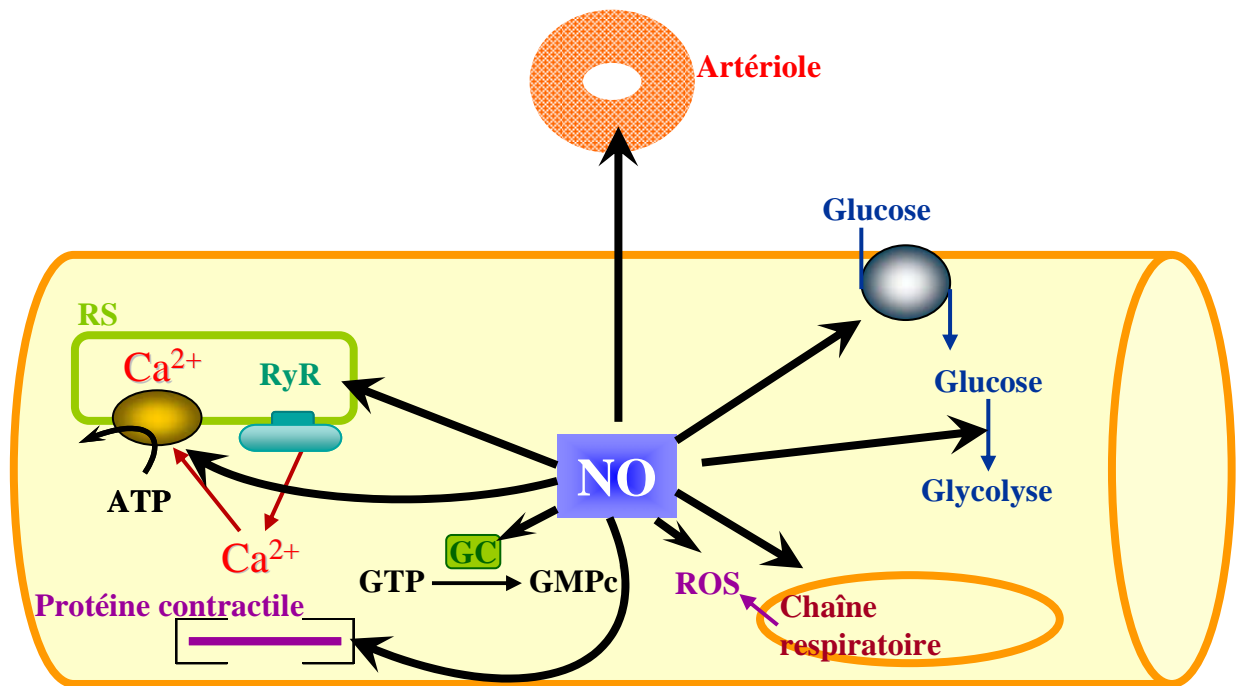 Artériole
Glucose
RS
Ca²⁺
RyR
Glucose
ATP
NO
Glycolyse
Ca²⁺
GC
GTP
GMPc
ROS
Chaîne
respiratoire
Protéine contractile